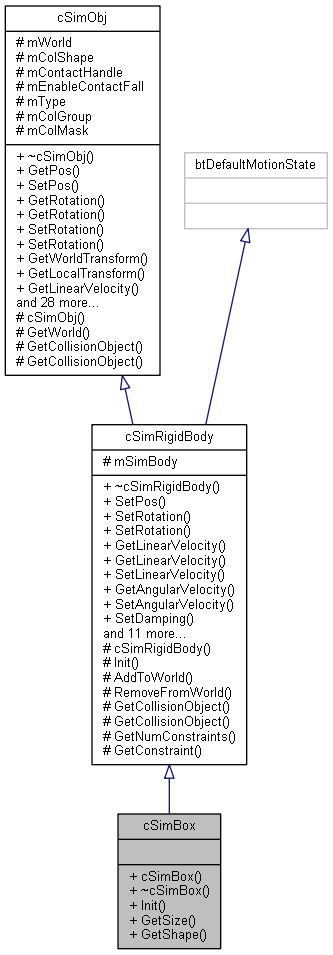 cSimObj
# mWorld
# mColShape
# mContactHandle
# mEnableContactFall
# mType
# mColGroup
# mColMask
+ ~cSimObj()
+ GetPos()
+ SetPos()
+ GetRotation()
+ GetRotation()
+ SetRotation()
+ SetRotation()
+ GetWorldTransform()
+ GetLocalTransform()
+ GetLinearVelocity()
and 28 more...
# cSimObj()
# GetWorld()
# GetCollisionObject()
# GetCollisionObject()
btDefaultMotionState
cSimRigidBody
# mSimBody
+ ~cSimRigidBody()
+ SetPos()
+ SetRotation()
+ SetRotation()
+ GetLinearVelocity()
+ GetLinearVelocity()
+ SetLinearVelocity()
+ GetAngularVelocity()
+ SetAngularVelocity()
+ SetDamping()
and 11 more...
# cSimRigidBody()
# Init()
# AddToWorld()
# RemoveFromWorld()
# GetCollisionObject()
# GetCollisionObject()
# GetNumConstraints()
# GetConstraint()
cSimBox
+ cSimBox()
+ ~cSimBox()
+ Init()
+ GetSize()
+ GetShape()